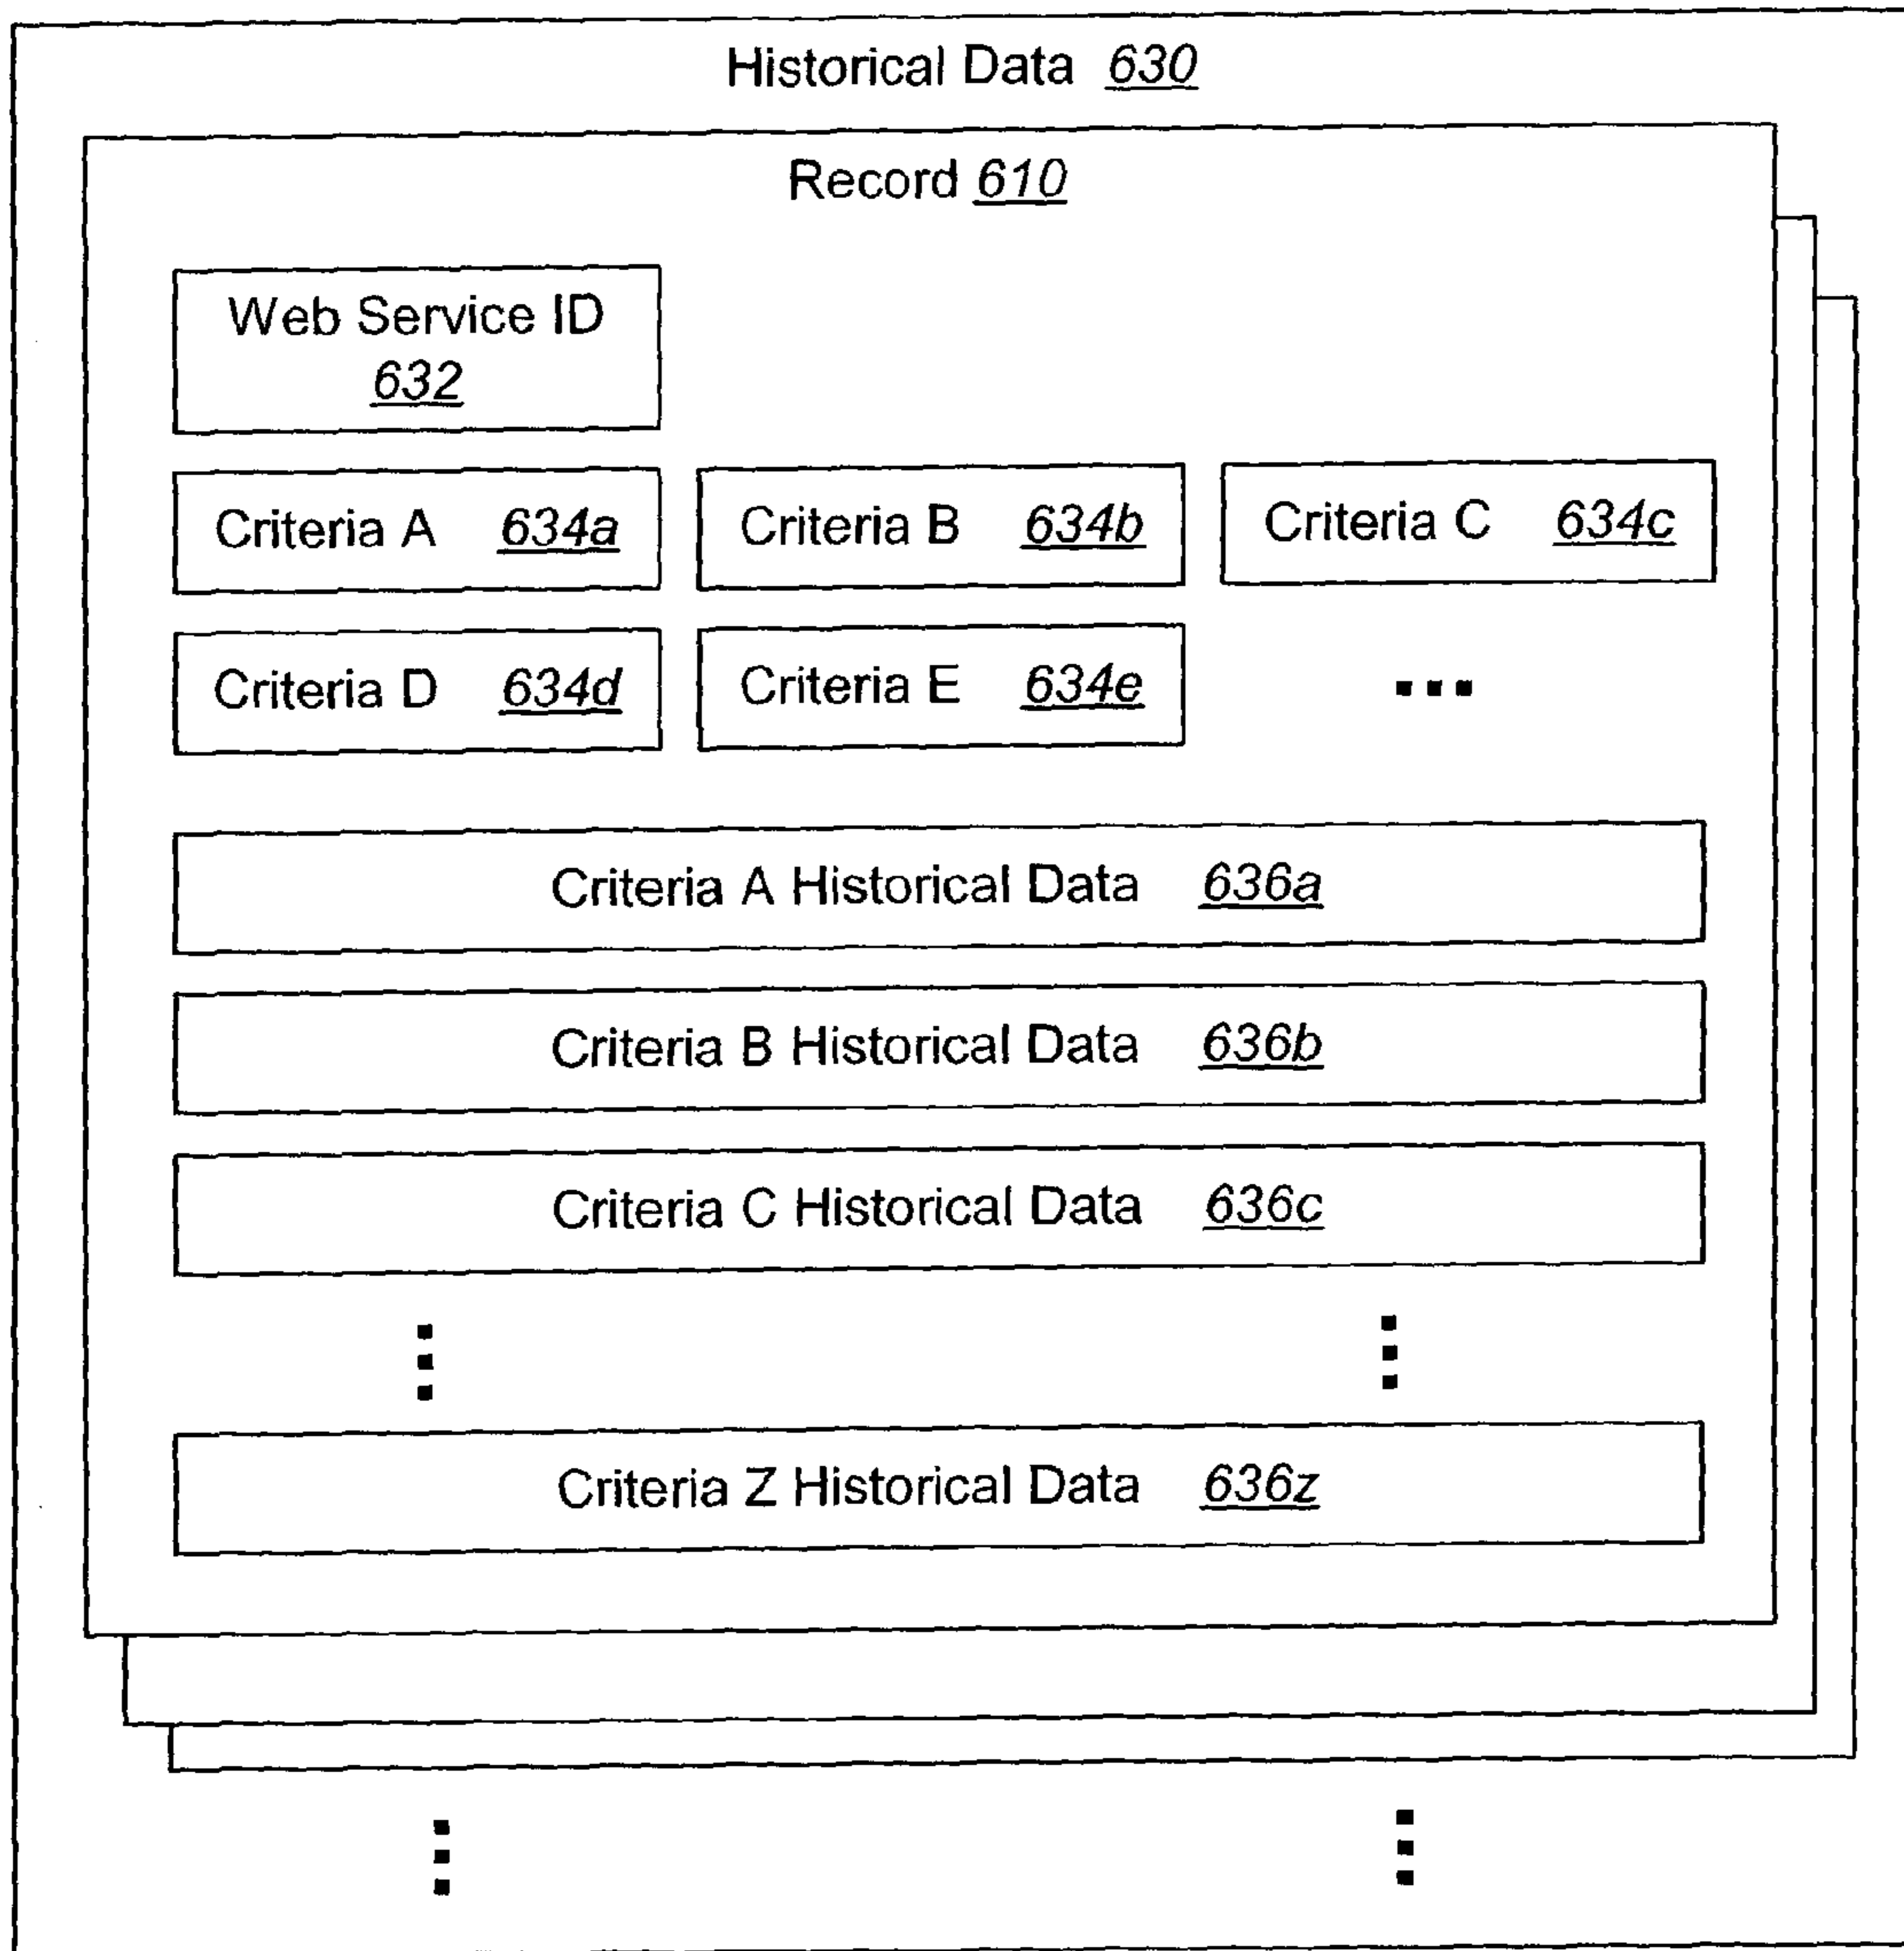 Historical Data 630
Record 610
Web Service ID
632
Criteria A 634a
Criteria B 634b
Criteria C 634c
Criteria D 634d
Criteria E 634e
...
Criteria A Historical Data 636a
Criteria B Historical Data 636b
Criteria C Historical Data 636c
Criteria Z Historical Data 636z